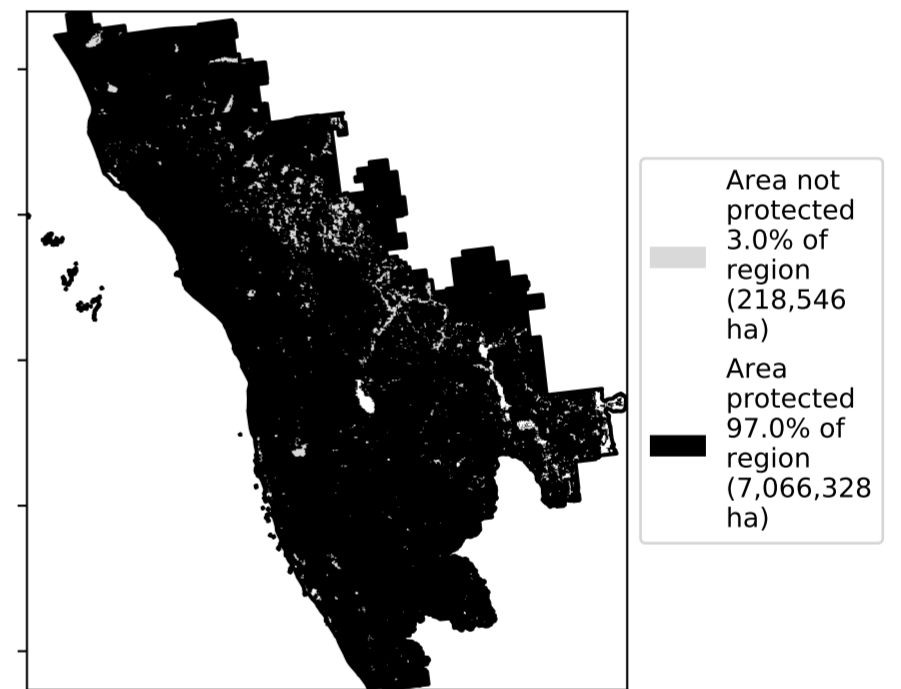 Area not
protected
3.0% of
region
(218,546
ha)
Area
protected
97.0% of
region
(7,066,328
ha)